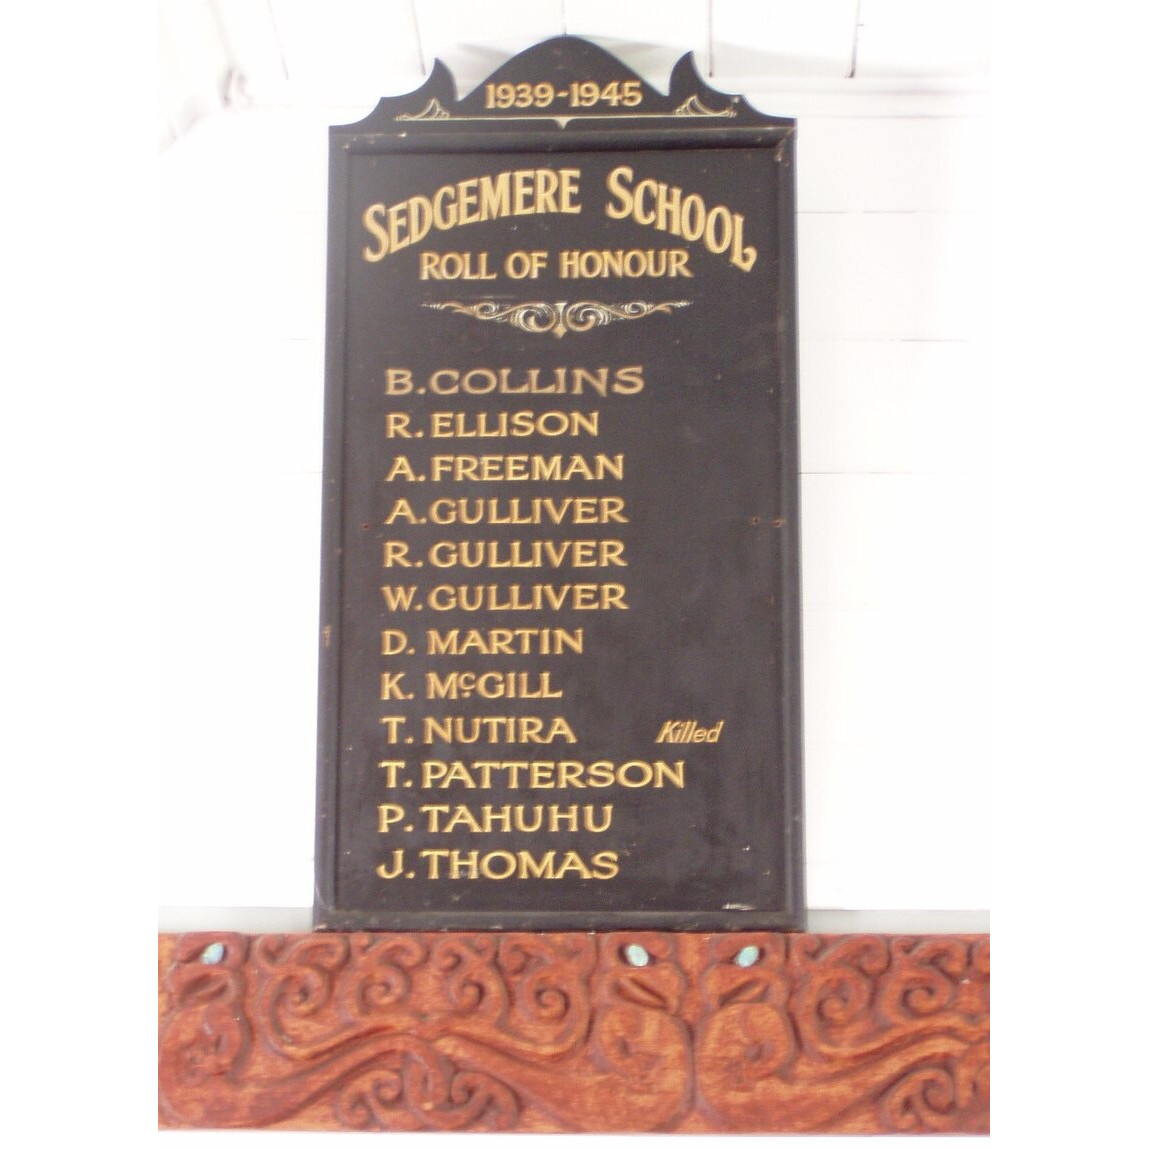 1939-1945
SEDGEMERE SCHOOL
ROLL OF HONOUR
B. COLLINS
R. ELLISON
A. FREEMAN
A. GULLIVER
R. GULLIVER
W. GULLIVER
D. MARTIN
K. McGILL
T. NUTIRA Killed
T. PATTERSON
P. TAHUHU
J. THOMAS